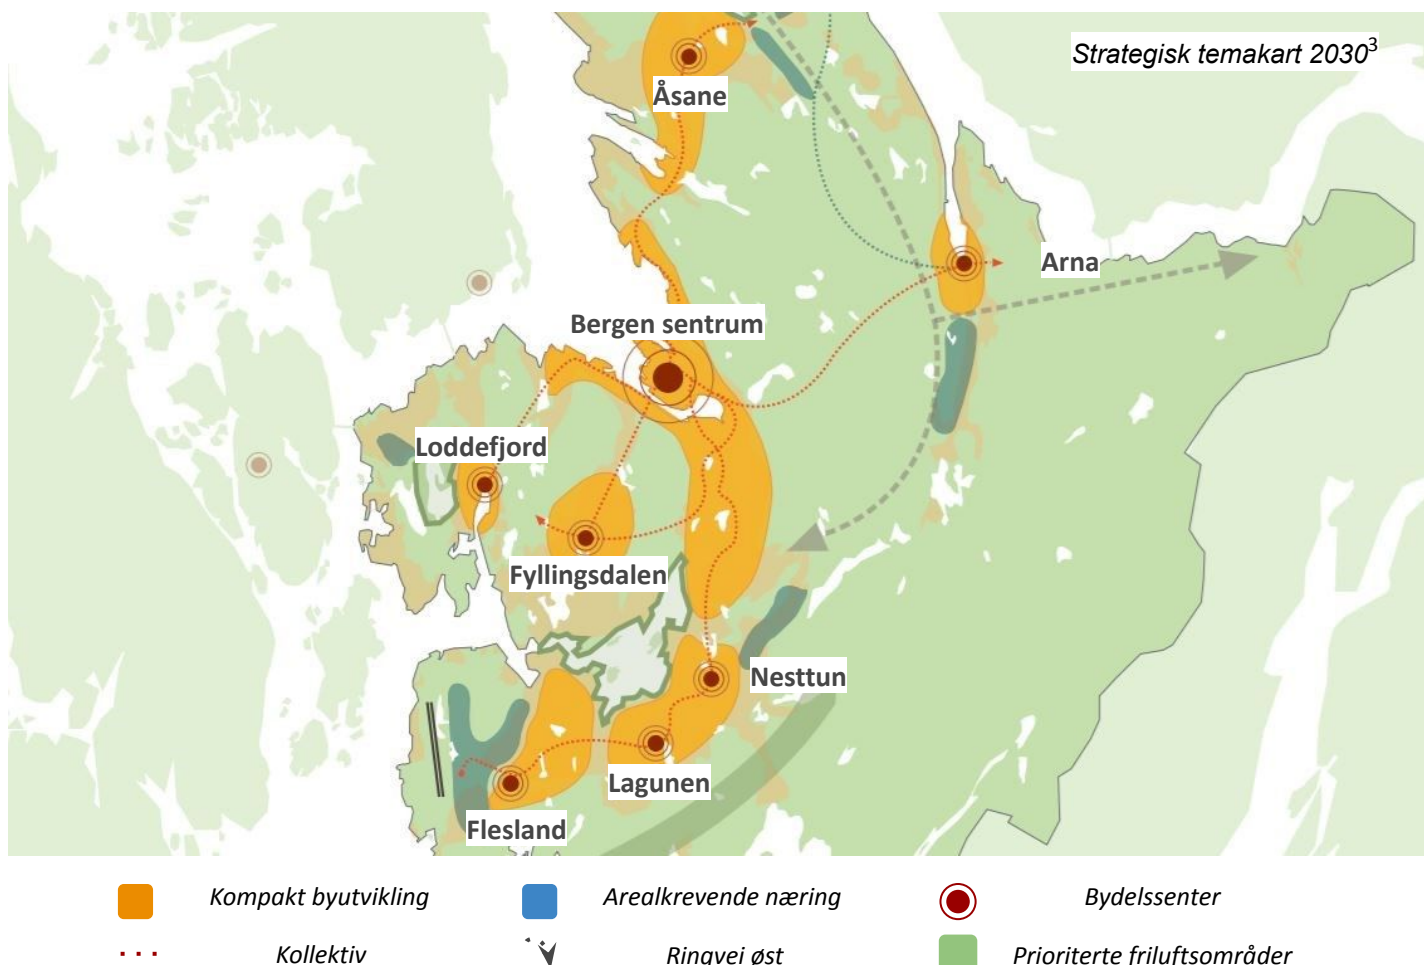 Strategisk temakart 2030³
Åsane
Arna
Bergen sentrum
Loddefjord
Fyllingsdalen
Nesttun
Lagunen
Flesland
Kompakt byutvikling
Arealkrevende næring
Bydelssenter
Kollektiv
Ringvei øst
Prioriterte friluftsområder